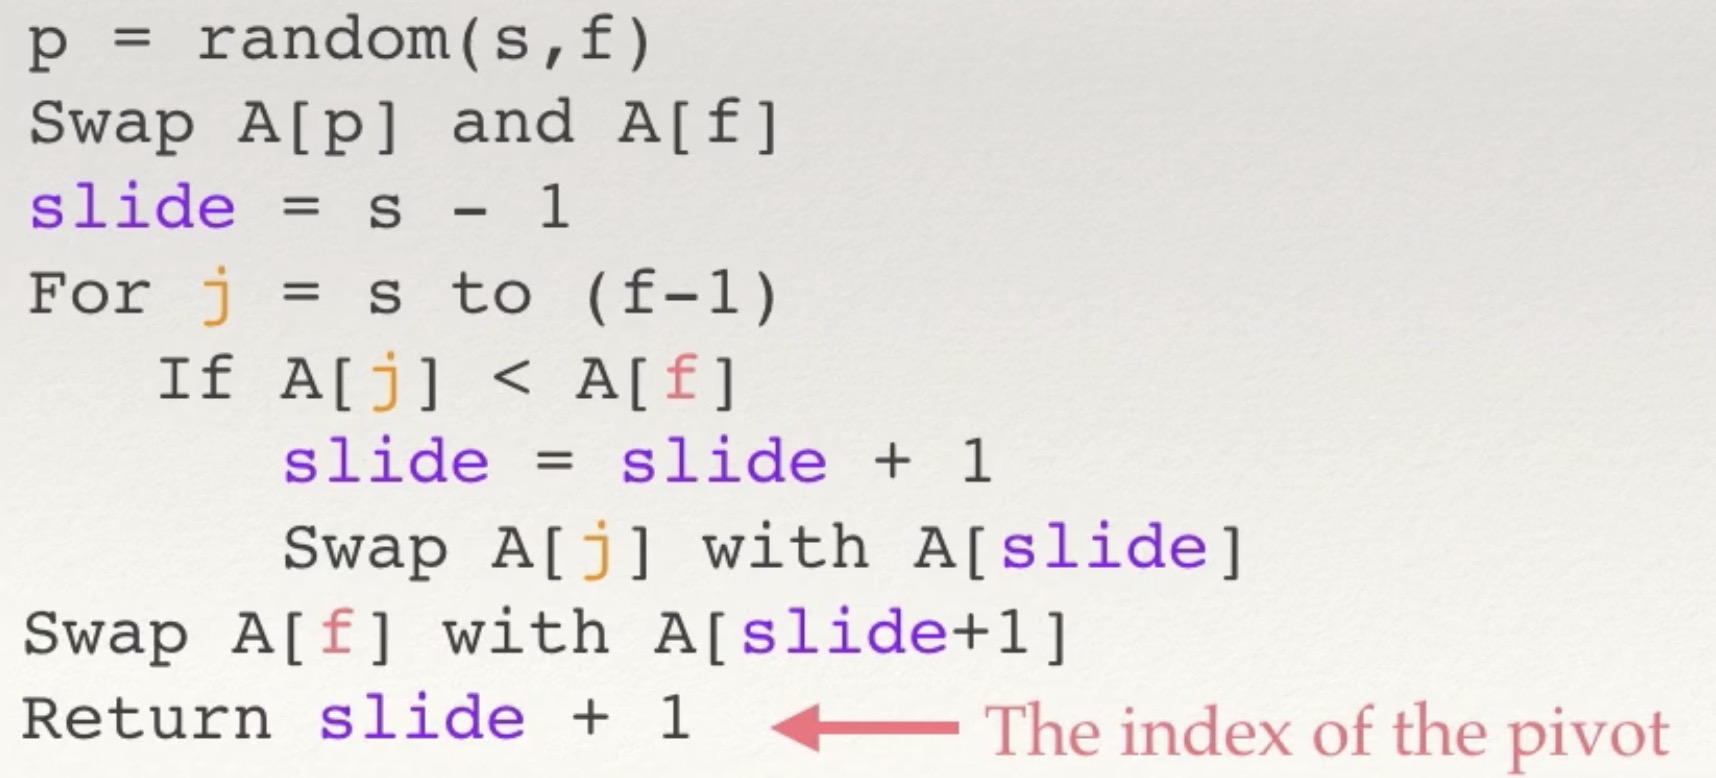 p = random(s,f)
Swap A[p] and A[f]
slide = s - 1
For j = s to (f-1)
   If A[j] < A[f]
      slide = slide + 1
      Swap A[j] with A[slide]
Swap A[f] with A[slide+1]
Return slide + 1 The index of the pivot